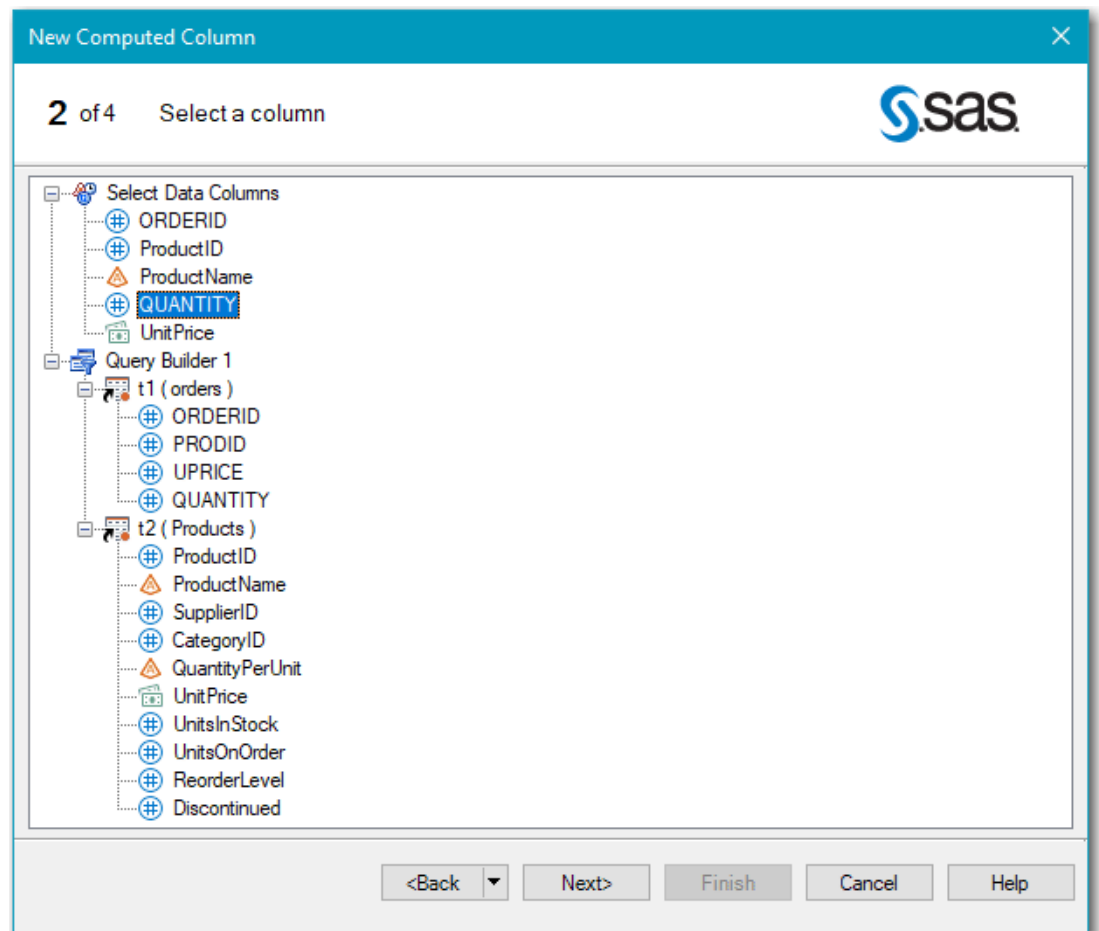 New Computed Column
2 of 4 Select a column
sas
Select Data Columns
ORDERID
ProductID
ProductName
QUANTITY
UnitPrice
Query Builder 1
t1 ( orders )
ORDERID
PRODID
UPRICE
QUANTITY
t2 ( Products )
ProductID
ProductName
SupplierID
CategoryID
QuantityPerUnit
UnitPrice
UnitsInStock
UnitsOnOrder
ReorderLevel
Discontinued
<Back Next> Finish Cancel Help